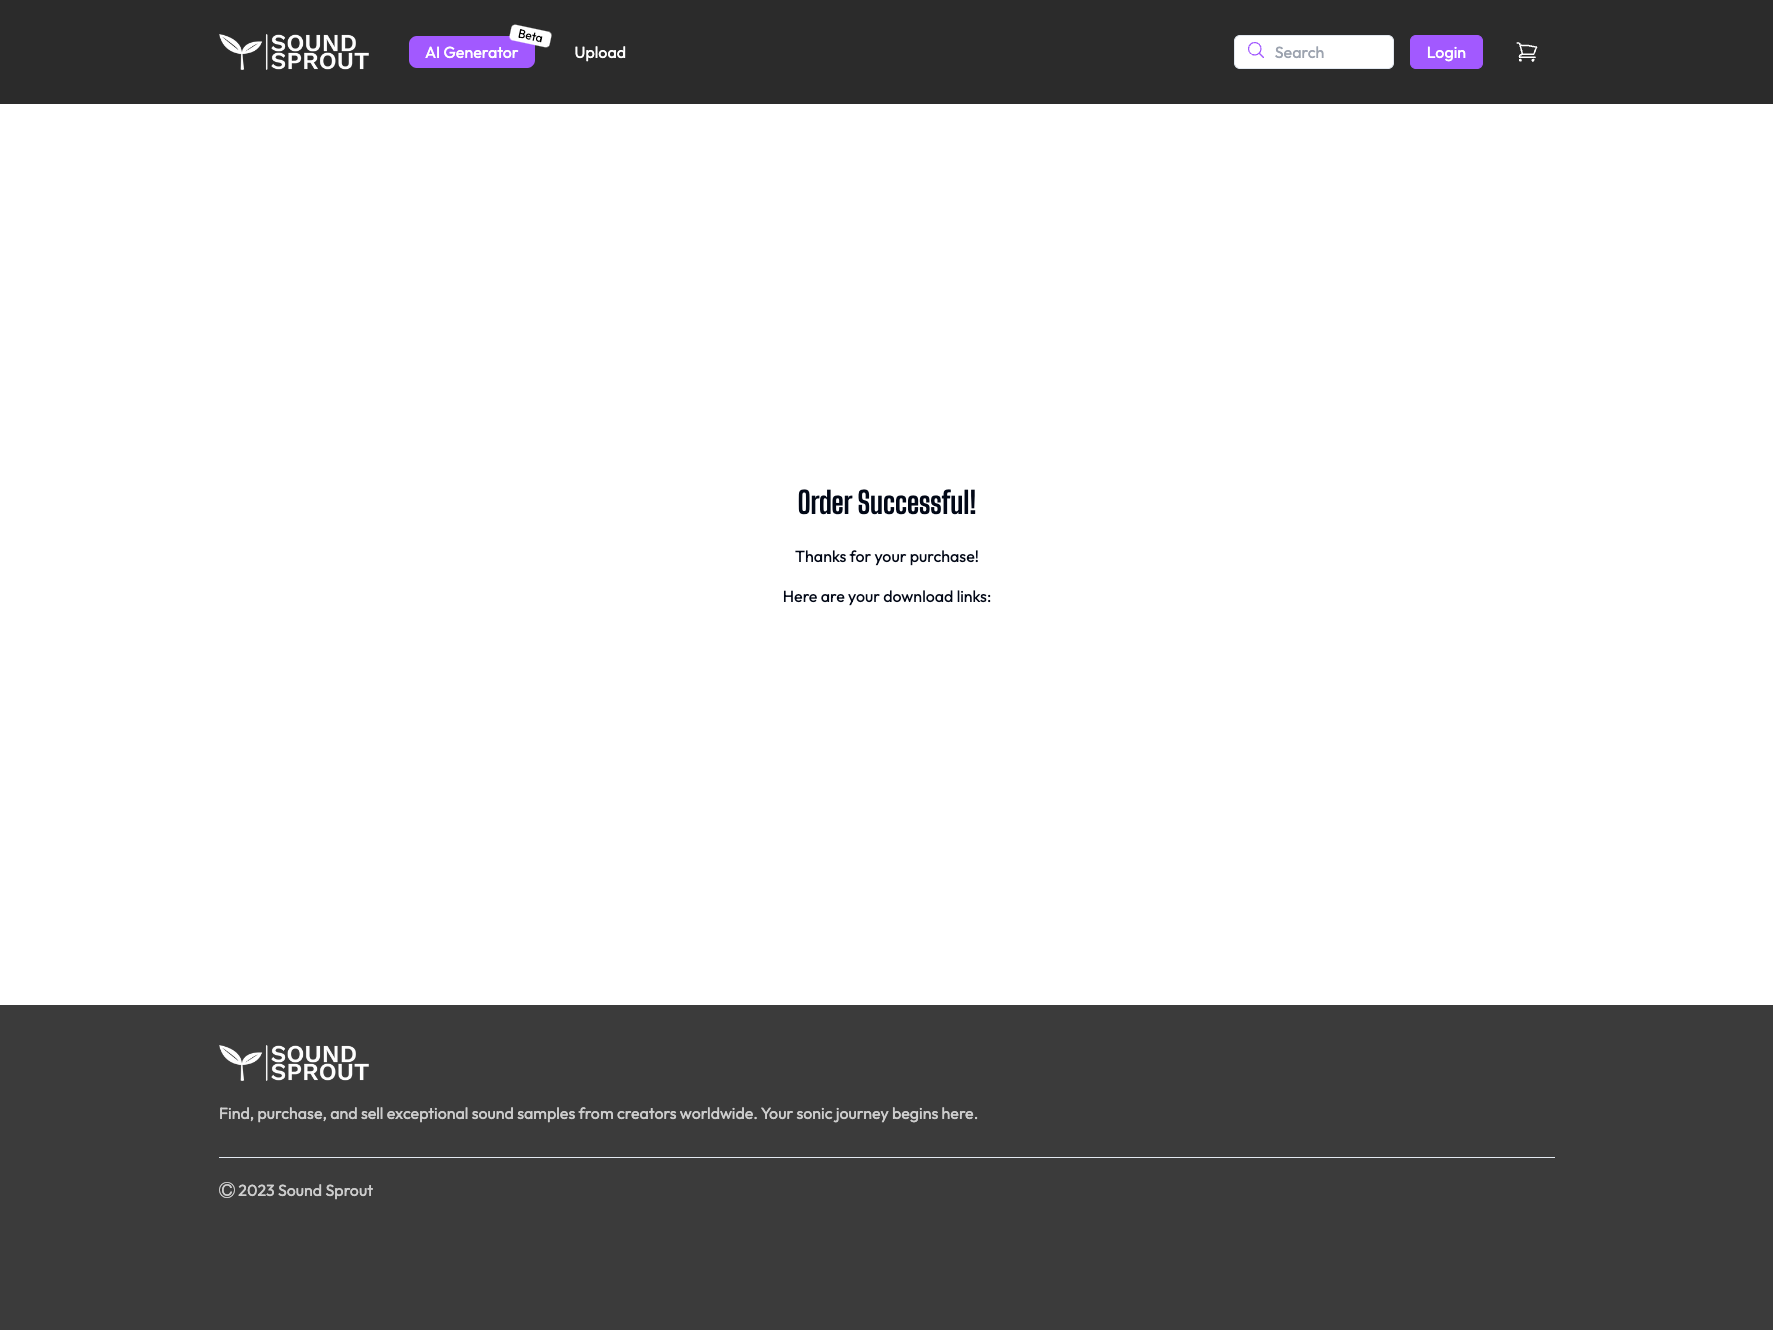 SOUND
SPROUT
AI Generator
Beta
Upload
Search
Login
Order Successful!
Thanks for your purchase!
Here are your download links:
SOUND
SPROUT
Find, purchase, and sell exceptional sound samples from creators worldwide. Your sonic journey begins here.
© 2023 Sound Sprout